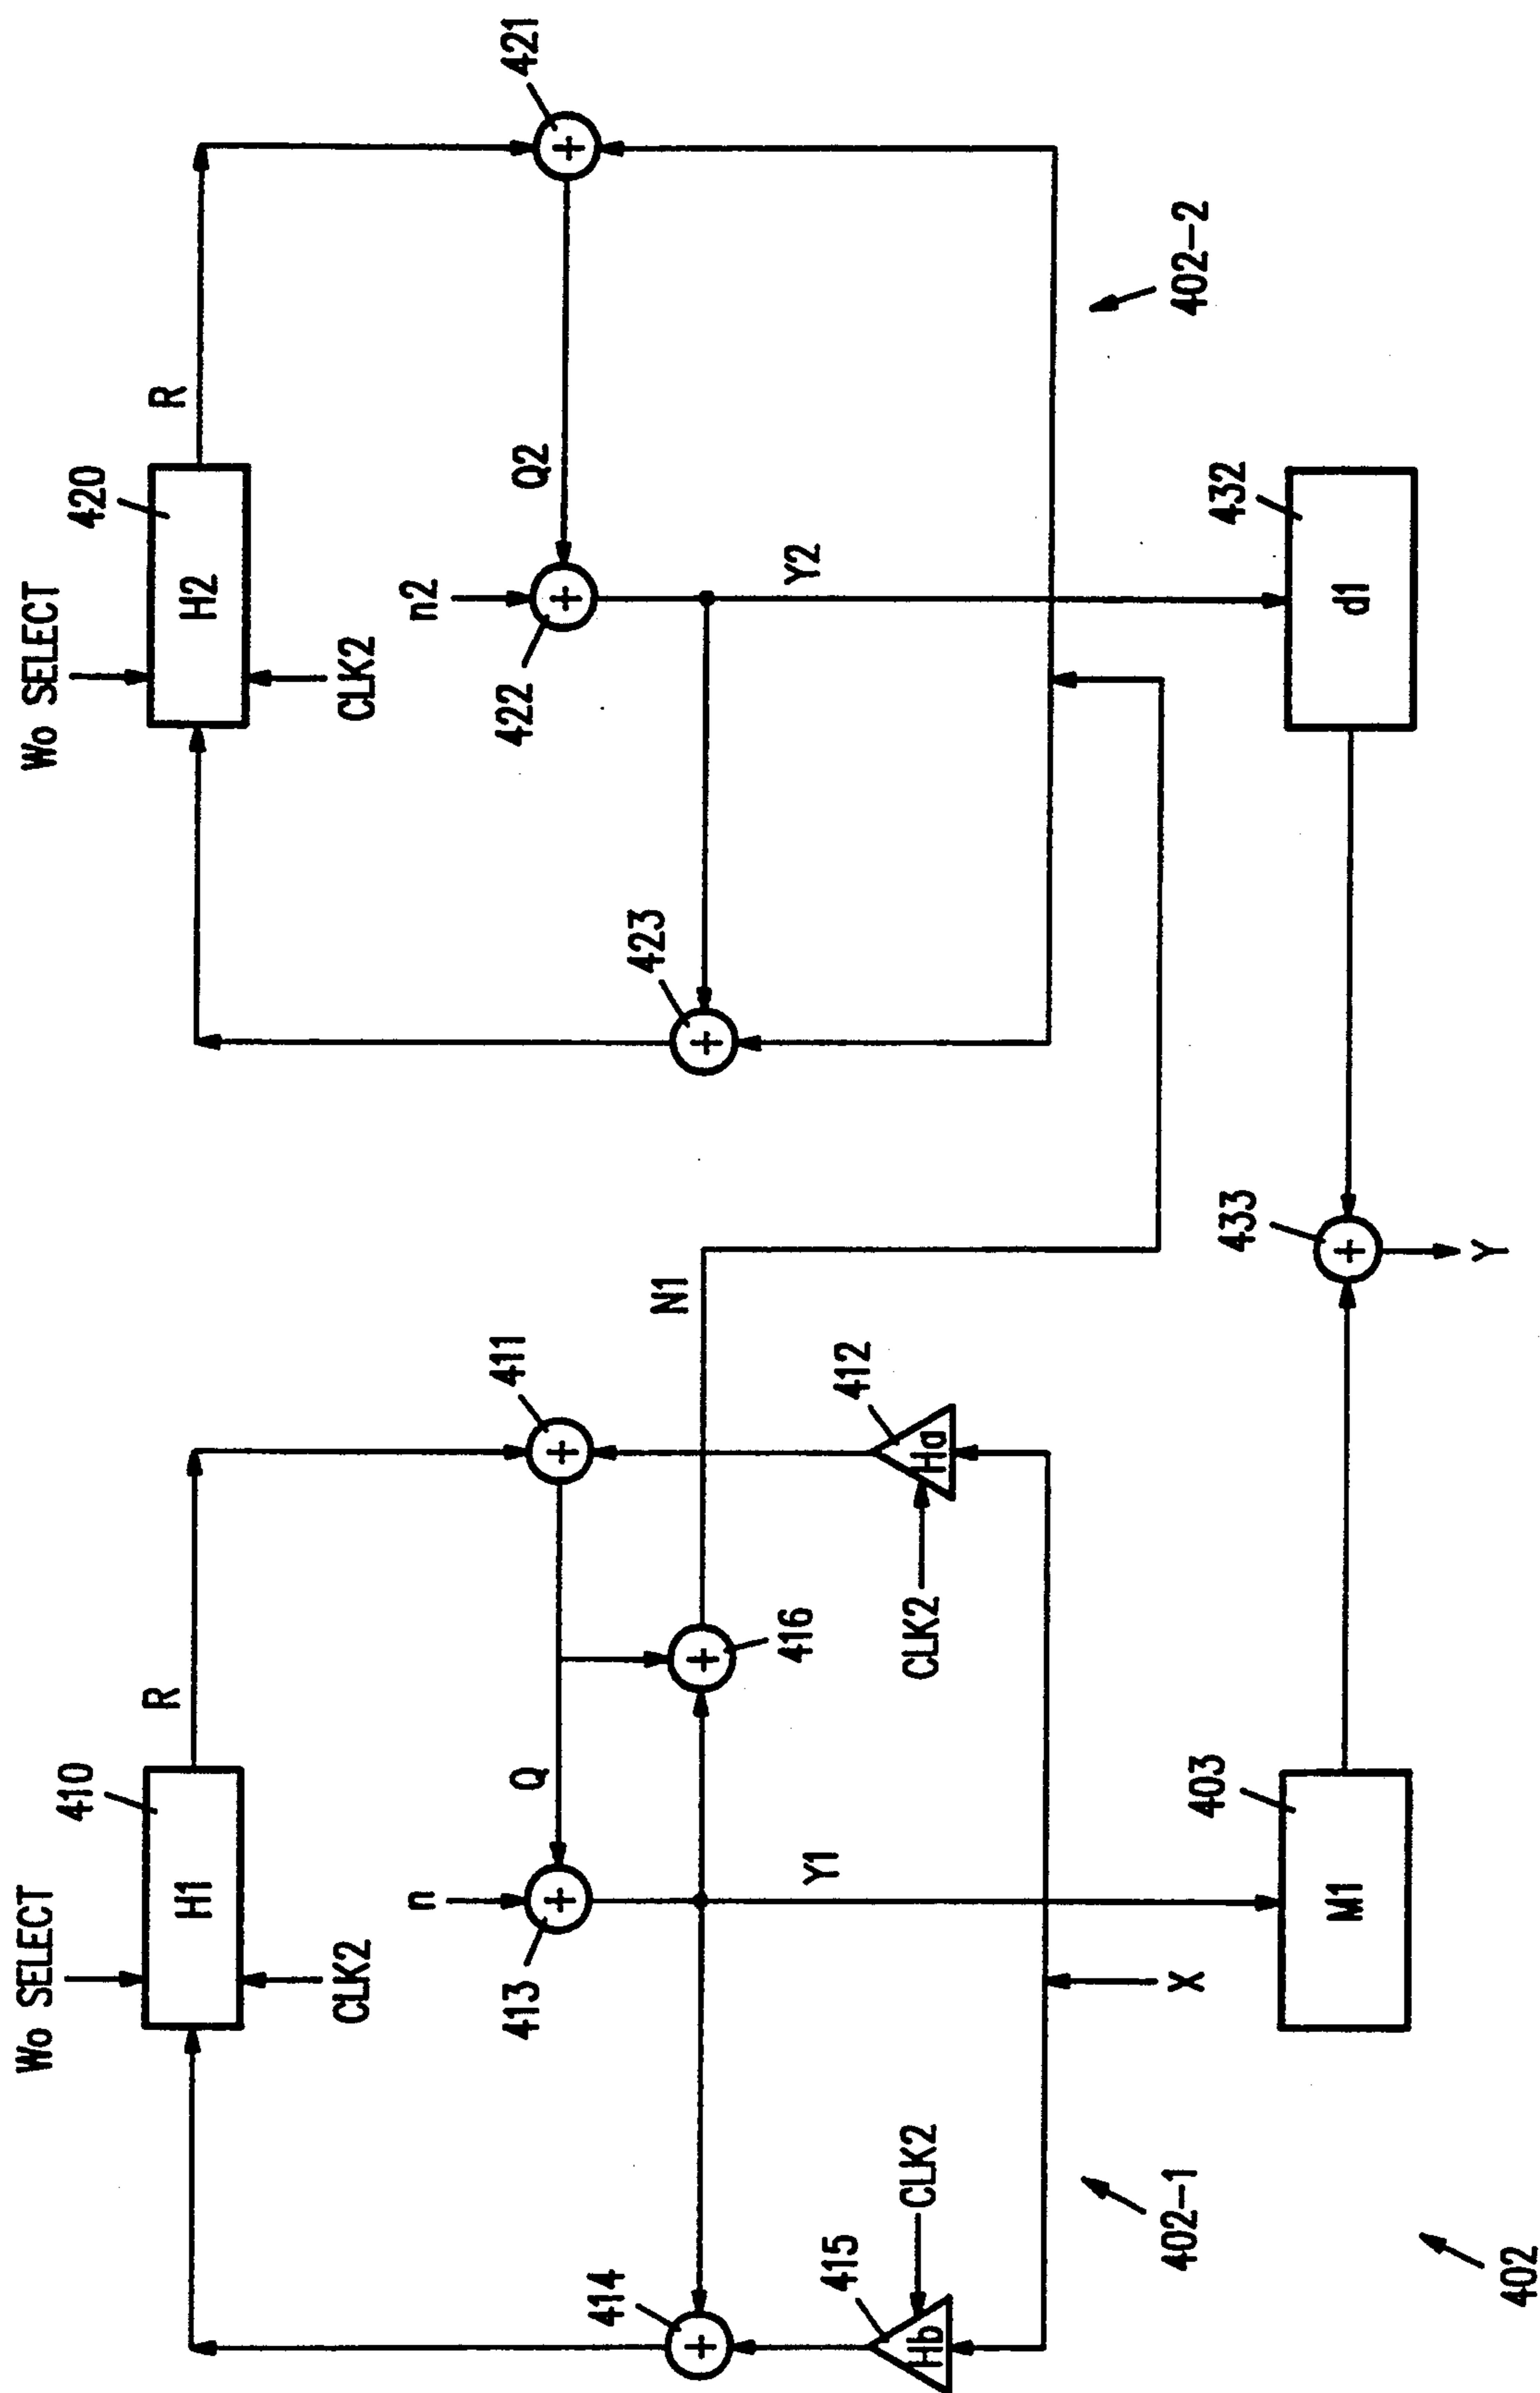 Wo SELECT
410
H1
R
CLK2
411
n
Q
413
N1
416
414
Y1
412
Ha
CLK2
415
Hb
CLK2
X
402-1
403
M1
402
Wo SELECT
420
H2
R
CLK2
421
n2
Q2
422
423
Y2
402-2
432
d1
433
Y